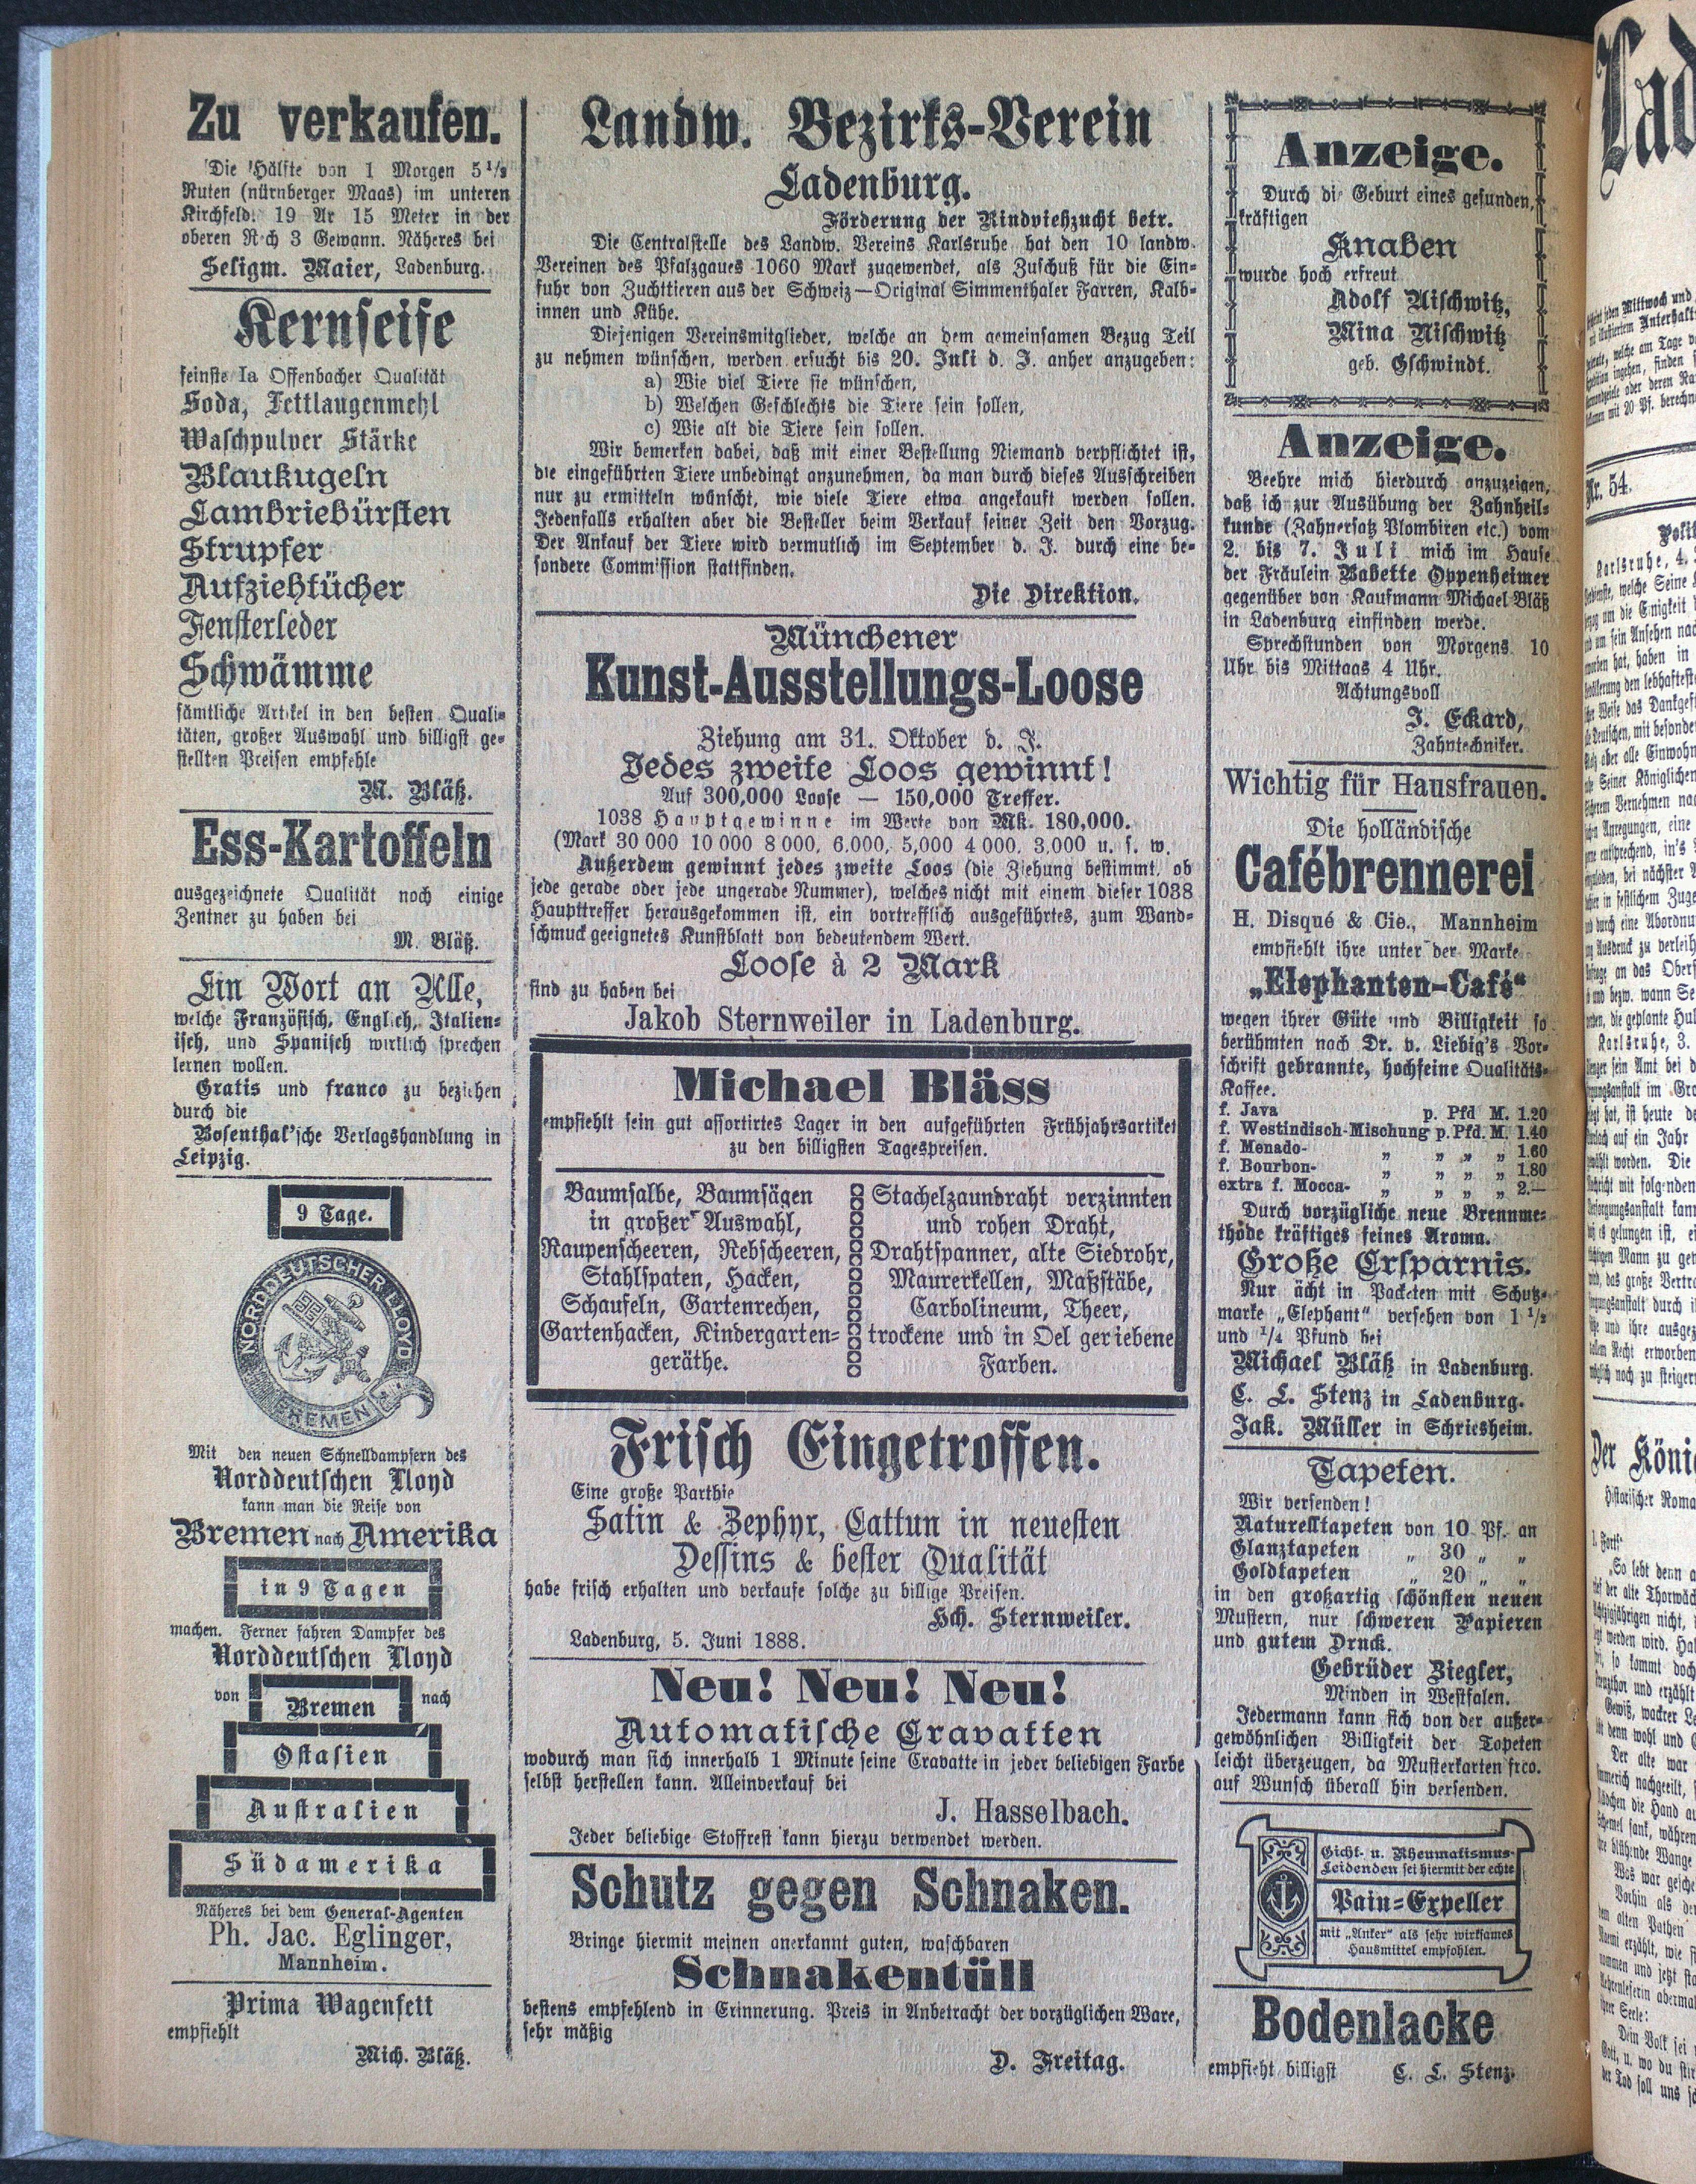 Zu verkaufen.
Die Hälfte von 1 Morgen 5 1/2
Ruten (nürnberger Maas) im unteren
Kirchfeld. 19 Ar 15 Meter in der
oberen R ch 3 Gewann. Näheres bei
Seligm. Maier, Ladenburg.
Kernseife
feinste Ia Offenbacher Qualität
Soda, Fettlaugenmehl
Waschpulver Stärke
Blaukugeln
Lambriebürsten
Strupfer
Aufziehtücher
Fensterleder
Schwämme
sämtliche Artikel in den besten Quali-
täten, großer Auswahl und billigst ge-
stellten Preisen empfehle
M. Bläß.
Ess-Kartoffeln
ausgezeichnete Qualität noch einige
Zentner zu haben bei
M. Bläß.
Ein Wort an Alle,
welche Französisch, Englisch, Italien-
isch, und Spanisch wirklich sprechen
lernen wollen.
Gratis und franco zu beziehen
durch die
Rosenthal'sche Verlagshandlung in
Leipzig.
9 Tage.
NORDDEUTSCHER LLOYD
BREMEN
Mit den neuen Schnelldampfern des
Norddeutschen Lloyd
kann man die Reise von
Bremen nach Amerika
in 9 Tagen
machen. Ferner fahren Dampfer des
Norddeutschen Lloyd
von Bremen nach
Ostasien
Australien
Südamerika
Näheres bei dem General-Agenten
Ph. Jac. Eglinger,
Mannheim.
Prima Wagenfett
empfiehlt
Mich. Bläß.
Landw. Bezirks-Verein
Ladenburg.
Förderung der Rindviehzucht betr.
Die Centralstelle des Landw. Vereins Karlsruhe hat den 10 landw.
Vereinen des Pfalzgaues 1060 Mark zugewendet, als Zuschuß für die Ein-
fuhr von Zuchttieren aus der Schweiz—Original Simmenthaler Farren, Kalb-
innen und Kühe.
Diejenigen Vereinsmitglieder, welche an dem gemeinsamen Bezug Teil
zu nehmen wünschen, werden ersucht bis 20. Juli d. J. anher anzugeben:
a) Wie viel Tiere sie wünschen,
b) Welchen Geschlechts die Tiere sein sollen,
c) Wie alt die Tiere sein sollen.
Wir bemerken dabei, daß mit einer Bestellung Niemand verpflichtet ist,
die eingeführten Tiere unbedingt anzunehmen, da man durch dieses Ausschreiben
nur zu ermitteln wünscht, wie viele Tiere etwa angekauft werden sollen.
Jedenfalls erhalten aber die Besteller beim Verkauf seiner Zeit den Vorzug.
Der Ankauf der Tiere wird vermutlich im September d. J. durch eine be-
sondere Commission stattfinden.
Die Direktion.
Münchener
Kunst-Ausstellungs-Loose
Ziehung am 31. Oktober d. J.
Jedes zweite Loos gewinnt!
Auf 300,000 Loose — 150,000 Treffer.
1038 Hauptgewinne im Werte von Mk. 180,000.
(Mark 30 000 10 000 8 000, 6.000, 5,000 4 000, 3,000 u. s. w.
Außerdem gewinnt jedes zweite Loos (die Ziehung bestimmt, ob
jede gerade oder jede ungerade Nummer), welches nicht mit einem dieser 1038
Haupttreffer herausgekommen ist, ein vortrefflich ausgeführtes, zum Wand-
schmuck geeignetes Kunstblatt von bedeutendem Wert.
Loose à 2 Mark
sind zu haben bei
Jakob Sternweiler in Ladenburg.
Michael Bläss
empfiehlt sein gut assortirtes Lager in den aufgeführten Frühjahrsartikel
zu den billigsten Tagespreisen.
Baumsalbe, Baumsägen
in großer Auswahl,
Raupenscheeren, Rebscheeren,
Stahlspaten, Hacken,
Schaufeln, Gartenrechen,
Gartenhacken, Kindergarten-
geräthe.
Stachelzaundraht verzinnten
und rohen Draht,
Drahtspanner, alte Siedrohr,
Maurerkellen, Maßstäbe,
Carbolineum, Theer,
trockene und in Oel geriebene
Farben.
Frisch Eingetroffen.
Eine große Parthie
Satin & Zephyr, Cattun in neuesten
Dessins & bester Qualität
habe frisch erhalten und verkaufe solche zu billige Preisen.
Hch. Sternweiler.
Ladenburg, 5. Juni 1888.
Neu! Neu! Neu!
Automatische Cravatten
wodurch man sich innerhalb 1 Minute seine Cravatte in jeder beliebigen Farbe
selbst herstellen kann. Alleinverkauf bei
J. Hasselbach.
Jeder beliebige Stoffrest kann hierzu verwendet werden.
Schutz gegen Schnaken.
Bringe hiermit meinen anerkannt guten, waschbaren
Schnakentüll
bestens empfehlend in Erinnerung. Preis in Anbetracht der vorzüglichen Ware,
sehr mäßig
D. Freitag.
Anzeige.
Durch die Geburt eines gesunden,
kräftigen
Knaben
wurde hoch erfreut
Adolf Nischwitz,
Mina Nischwitz
geb. Gschwindt.
Anzeige.
Beehre mich hierdurch anzuzeigen,
daß ich zur Ausübung der Zahnheil-
kunde (Zahnersatz Plombiren etc.) vom
2. bis 7. Juli mich im Hause
der Fräulein Babette Oppenheimer
gegenüber von Kaufmann Michael Bläß
in Ladenburg einfinden werde.
Sprechstunden von Morgens 10
Uhr bis Mittags 4 Uhr.
Achtungsvoll
J. Eckard,
Zahntechniker.
Wichtig für Hausfrauen.
Die holländische
Cafébrennerei
H. Disqué & Cie., Mannheim
empfiehlt ihre unter der Marke
„Elephanten-Café"
wegen ihrer Güte und Billigkeit so
berühmten nach Dr. v. Liebig's Vor-
schrift gebrannte, hochfeine Qualitäts-
Kaffee.
f. Java p. Pfd M. 1.20
f. Westindisch-Mischung p. Pfd. M. 1.40
f. Menado- „ „ „ „ 1.60
f. Bourbon- „ „ „ „ 1.80
extra f. Mocca- „ „ „ „ 2.—
Durch vorzügliche neue Brennme-
thode kräftiges feines Aroma.
Große Ersparnis.
Nur ächt in Packeten mit Schutz-
marke „Elephant" versehen von 1 1/2
und 1/4 Pfund bei
Michael Bläß in Ladenburg.
C. L. Stenz in Ladenburg.
Jak. Müller in Schriesheim.
Tapeten.
Wir versenden!
Naturelltapeten von 10 Pf. an
Glanztapeten „ 30 „ „
Goldtapeten „ 20 „ „
in den großartig schönsten neuen
Mustern, nur schweren Papieren
und gutem Druck.
Gebrüder Ziegler,
Minden in Westfalen.
Jedermann kann sich von der außer-
gewöhnlichen Billigkeit der Tapeten
leicht überzeugen, da Musterkarten frco.
auf Wunsch überall hin versenden.
Gicht- u. Rheumatismus-
Leidenden sei hiermit der echte
Pain-Expeller
mit „Anker" als sehr wirksames
Hausmittel empfohlen.
Bodenlacke
empfieht billigst C. L. Stenz.
Lad
Nr. 54.
Karlsruhe, 4.
Karlsruhe, 3.
Der Köni